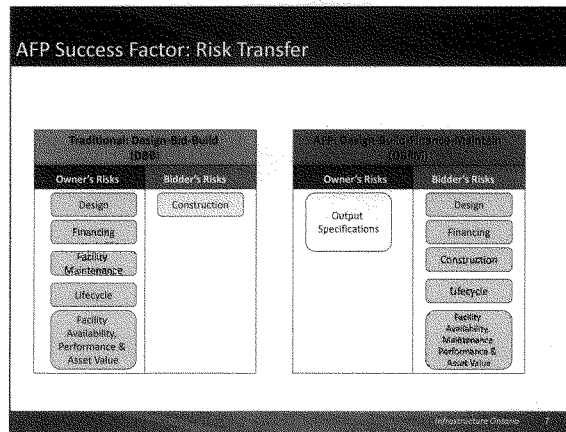 AFP Success Factor: Risk Transfer
Traditional: Design-Bid-Build
(DBB)
Owner's Risks
Bidder's Risks
Design
Construction
Financing
Facility
Maintenance
Lifecycle
Facility
Availability,
Performance &
Asset Value
AFP: Design-Build-Finance-Maintain
(DBFM)
Owner's Risks
Bidder's Risks
Output
Specifications
Design
Financing
Construction
Lifecycle
Facility
Availability,
Maintenance
Performance &
Asset Value
Infrastructure Ontario
7